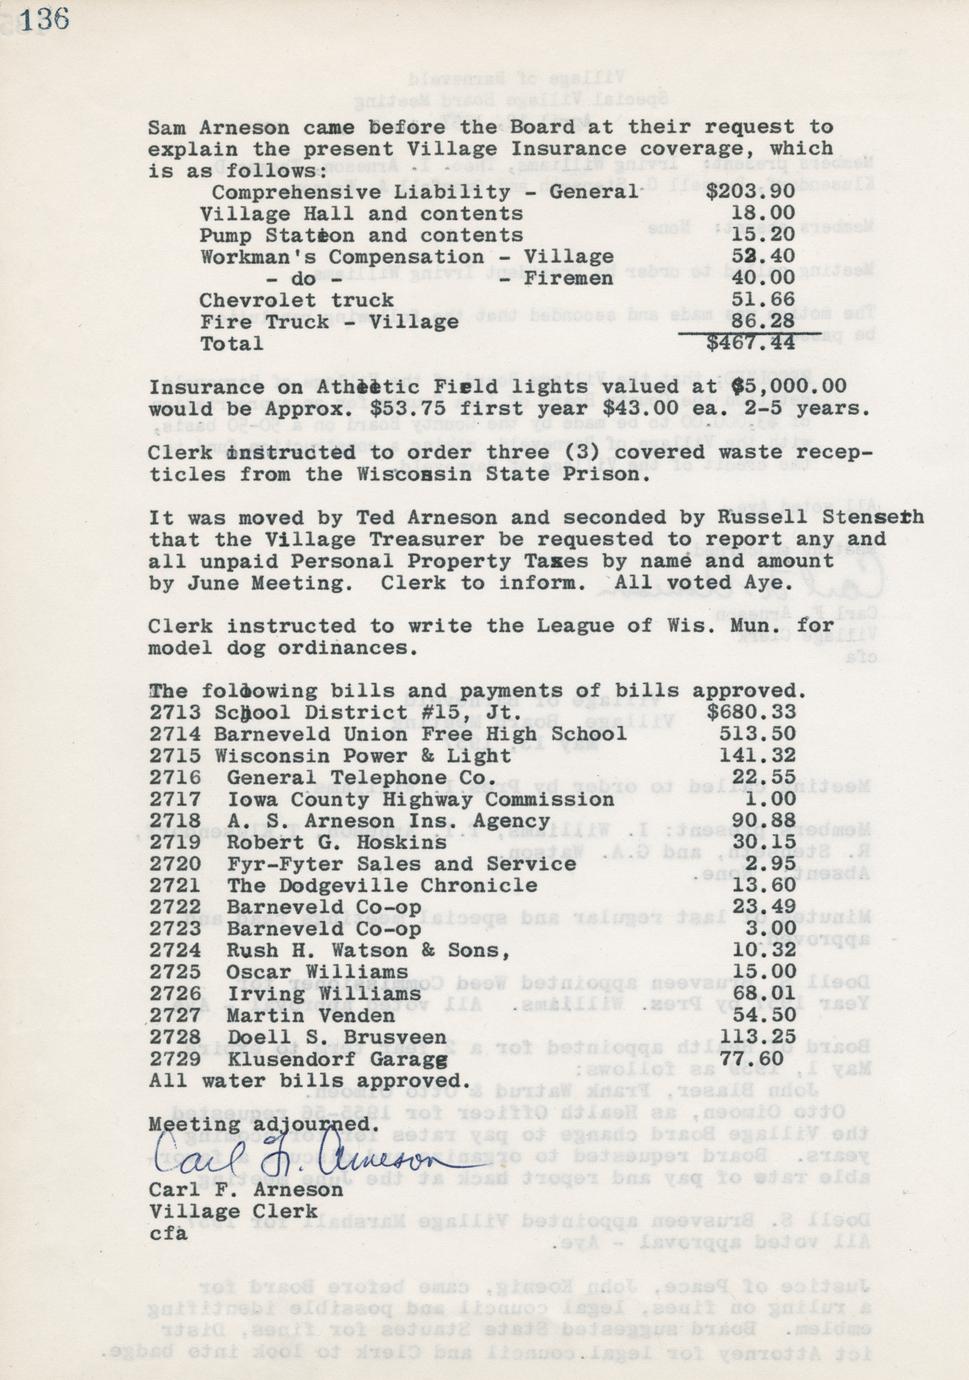 136
Sam Arneson came before the Board at their request to
explain the present Village Insurance coverage, which
is as follows:
Comprehensive Liability - General $203.90
Village Hall and contents 18.00
Pump Station and contents 15.20
Workman's Compensation - Village 52.40
- do - - Firemen 40.00
Chevrolet truck 51.66
Fire Truck - Village 86.28
Total $467.44
Insurance on Athletic Field lights valued at $5,000.00
would be Approx. $53.75 first year $43.00 ea. 2-5 years.
Clerk instructed to order three (3) covered waste recep-
ticles from the Wisconsin State Prison.
It was moved by Ted Arneson and seconded by Russell Stenseth
that the Village Treasurer be requested to report any and
all unpaid Personal Property Taxes by name and amount
by June Meeting. Clerk to inform. All voted Aye.
Clerk instructed to write the League of Wis. Mun. for
model dog ordinances.
The following bills and payments of bills approved.
2713 School District #15, Jt. $680.33
2714 Barneveld Union Free High School 513.50
2715 Wisconsin Power & Light 141.32
2716 General Telephone Co. 22.55
2717 Iowa County Highway Commission 1.00
2718 A. S. Arneson Ins. Agency 90.88
2719 Robert G. Hoskins 30.15
2720 Fyr-Fyter Sales and Service 2.95
2721 The Dodgeville Chronicle 13.60
2722 Barneveld Co-op 23.49
2723 Barneveld Co-op 3.00
2724 Rush H. Watson & Sons, 10.32
2725 Oscar Williams 15.00
2726 Irving Williams 68.01
2727 Martin Venden 54.50
2728 Doell S. Brusveen 113.25
2729 Klusendorf Garagg 77.60
All water bills approved.
Meeting adjourned.
Carl F. Arneson
Carl F. Arneson
Village Clerk
cfa